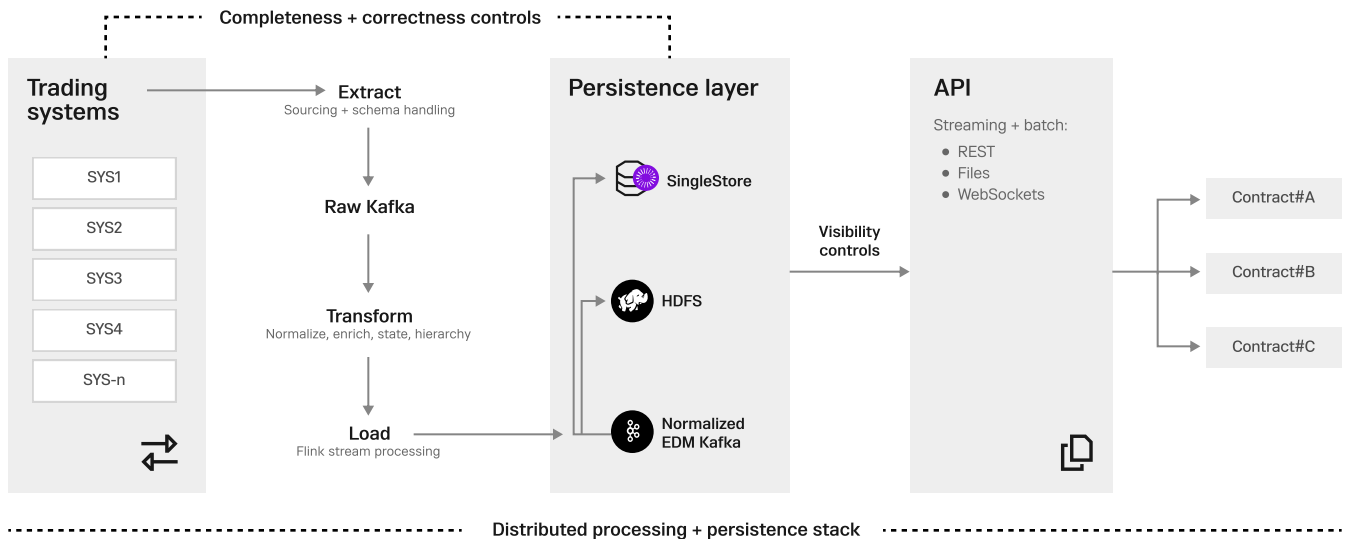 Completeness + correctness controls
Trading
systems
SYS1
SYS2
SYS3
SYS4
SYS-n
Extract
Sourcing + schema handling
Raw Kafka
Transform
Normalize, enrich, state, hierarchy
Load
Flink stream processing
Persistence layer
SingleStore
HDFS
Normalized
EDM Kafka
Visibility
controls
API
Streaming + batch:
REST
Files
WebSockets
Contract#A
Contract#B
Contract#C
Distributed processing + persistence stack